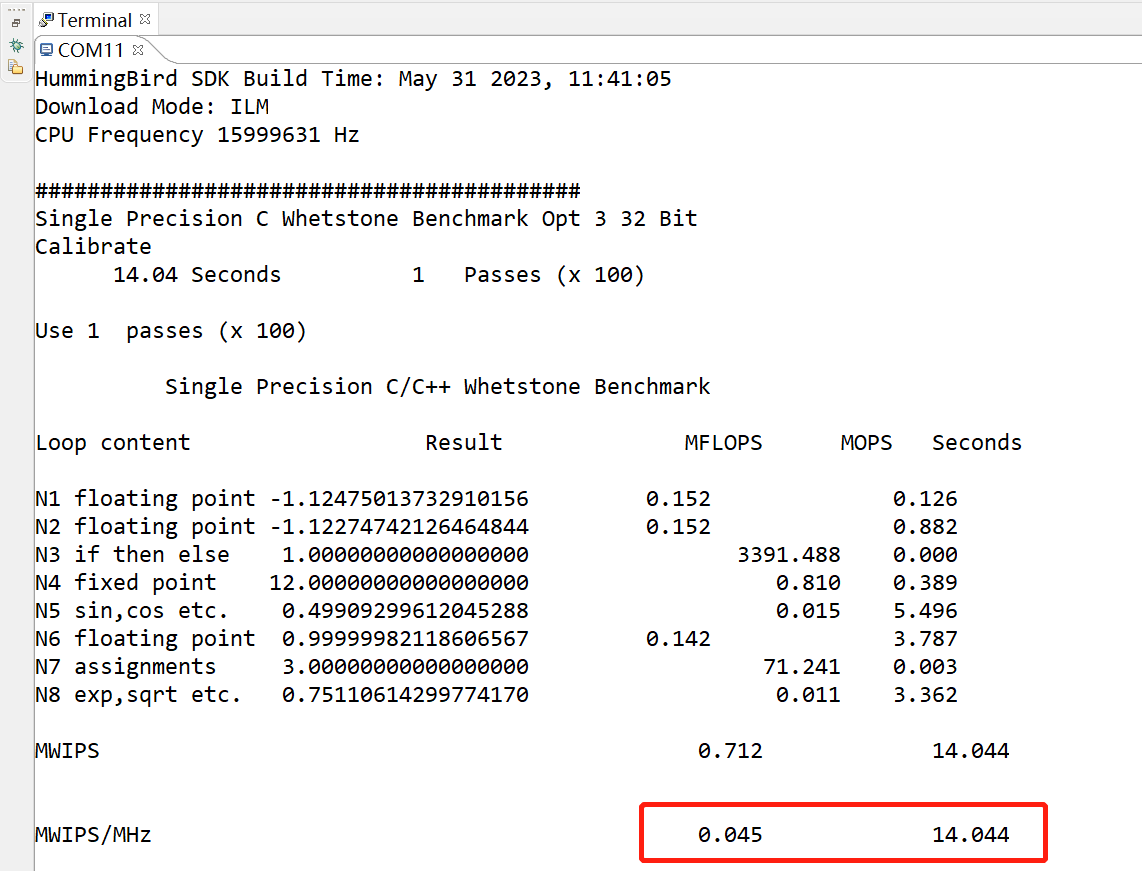 Terminal
COM11
HummingBird SDK Build Time: May 31 2023, 11:41:05
Download Mode: ILM
CPU Frequency 15999631 Hz
##########################################
Single Precision C Whetstone Benchmark Opt 3 32 Bit
Calibrate
14.04 Seconds 1 Passes (x 100)
Use 1 passes (x 100)
Single Precision C/C++ Whetstone Benchmark
Loop content Result MFLOPS MOPS Seconds
N1 floating point -1.12475013732910156 0.152 0.126
N2 floating point -1.12274742126464844 0.152 0.882
N3 if then else 1.00000000000000000 3391.488 0.000
N4 fixed point 12.00000000000000000 0.810 0.389
N5 sin,cos etc. 0.49909299612045288 0.015 5.496
N6 floating point 0.99999982118606567 0.142 3.787
N7 assignments 3.00000000000000000 71.241 0.003
N8 exp,sqrt etc. 0.75110614299774170 0.011 3.362
MWIPS 0.712 14.044
MWIPS/MHz 0.045 14.044